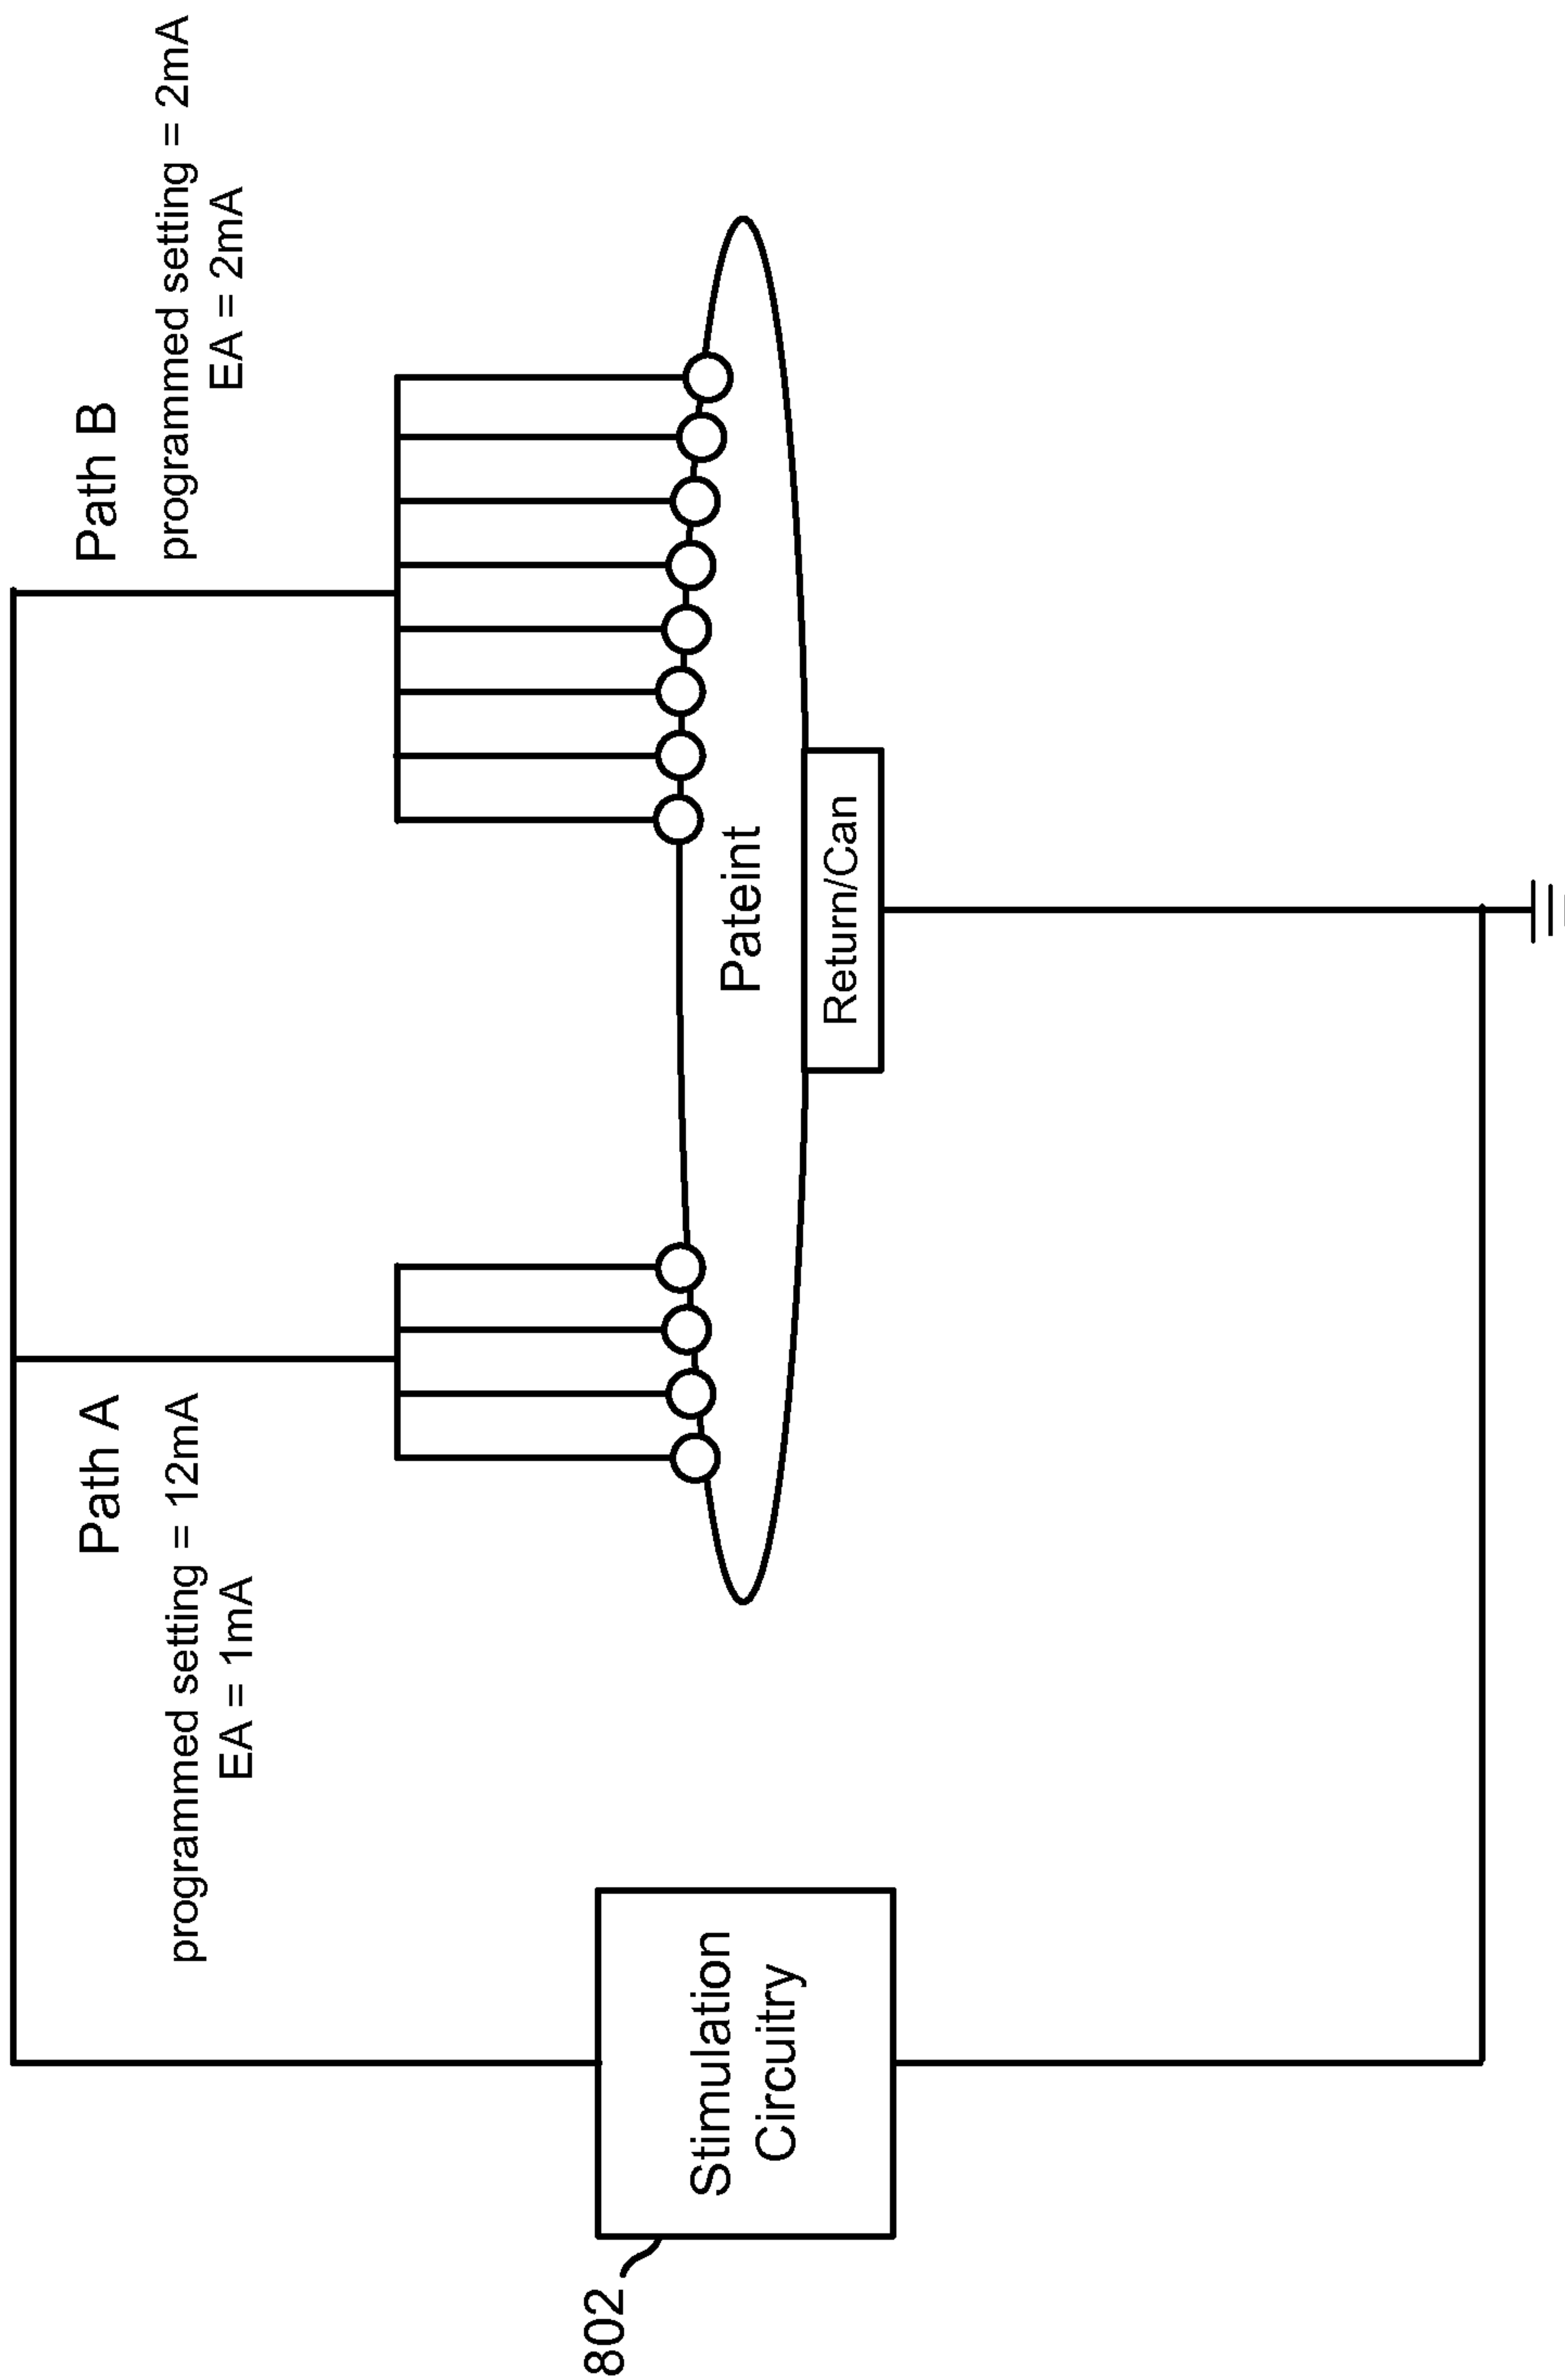 Path A
programmed setting = 12mA
EA = 1mA
Path B
programmed setting = 2mA
EA = 2mA
802
Stimulation
Circuitry
Pateint
Return/Can